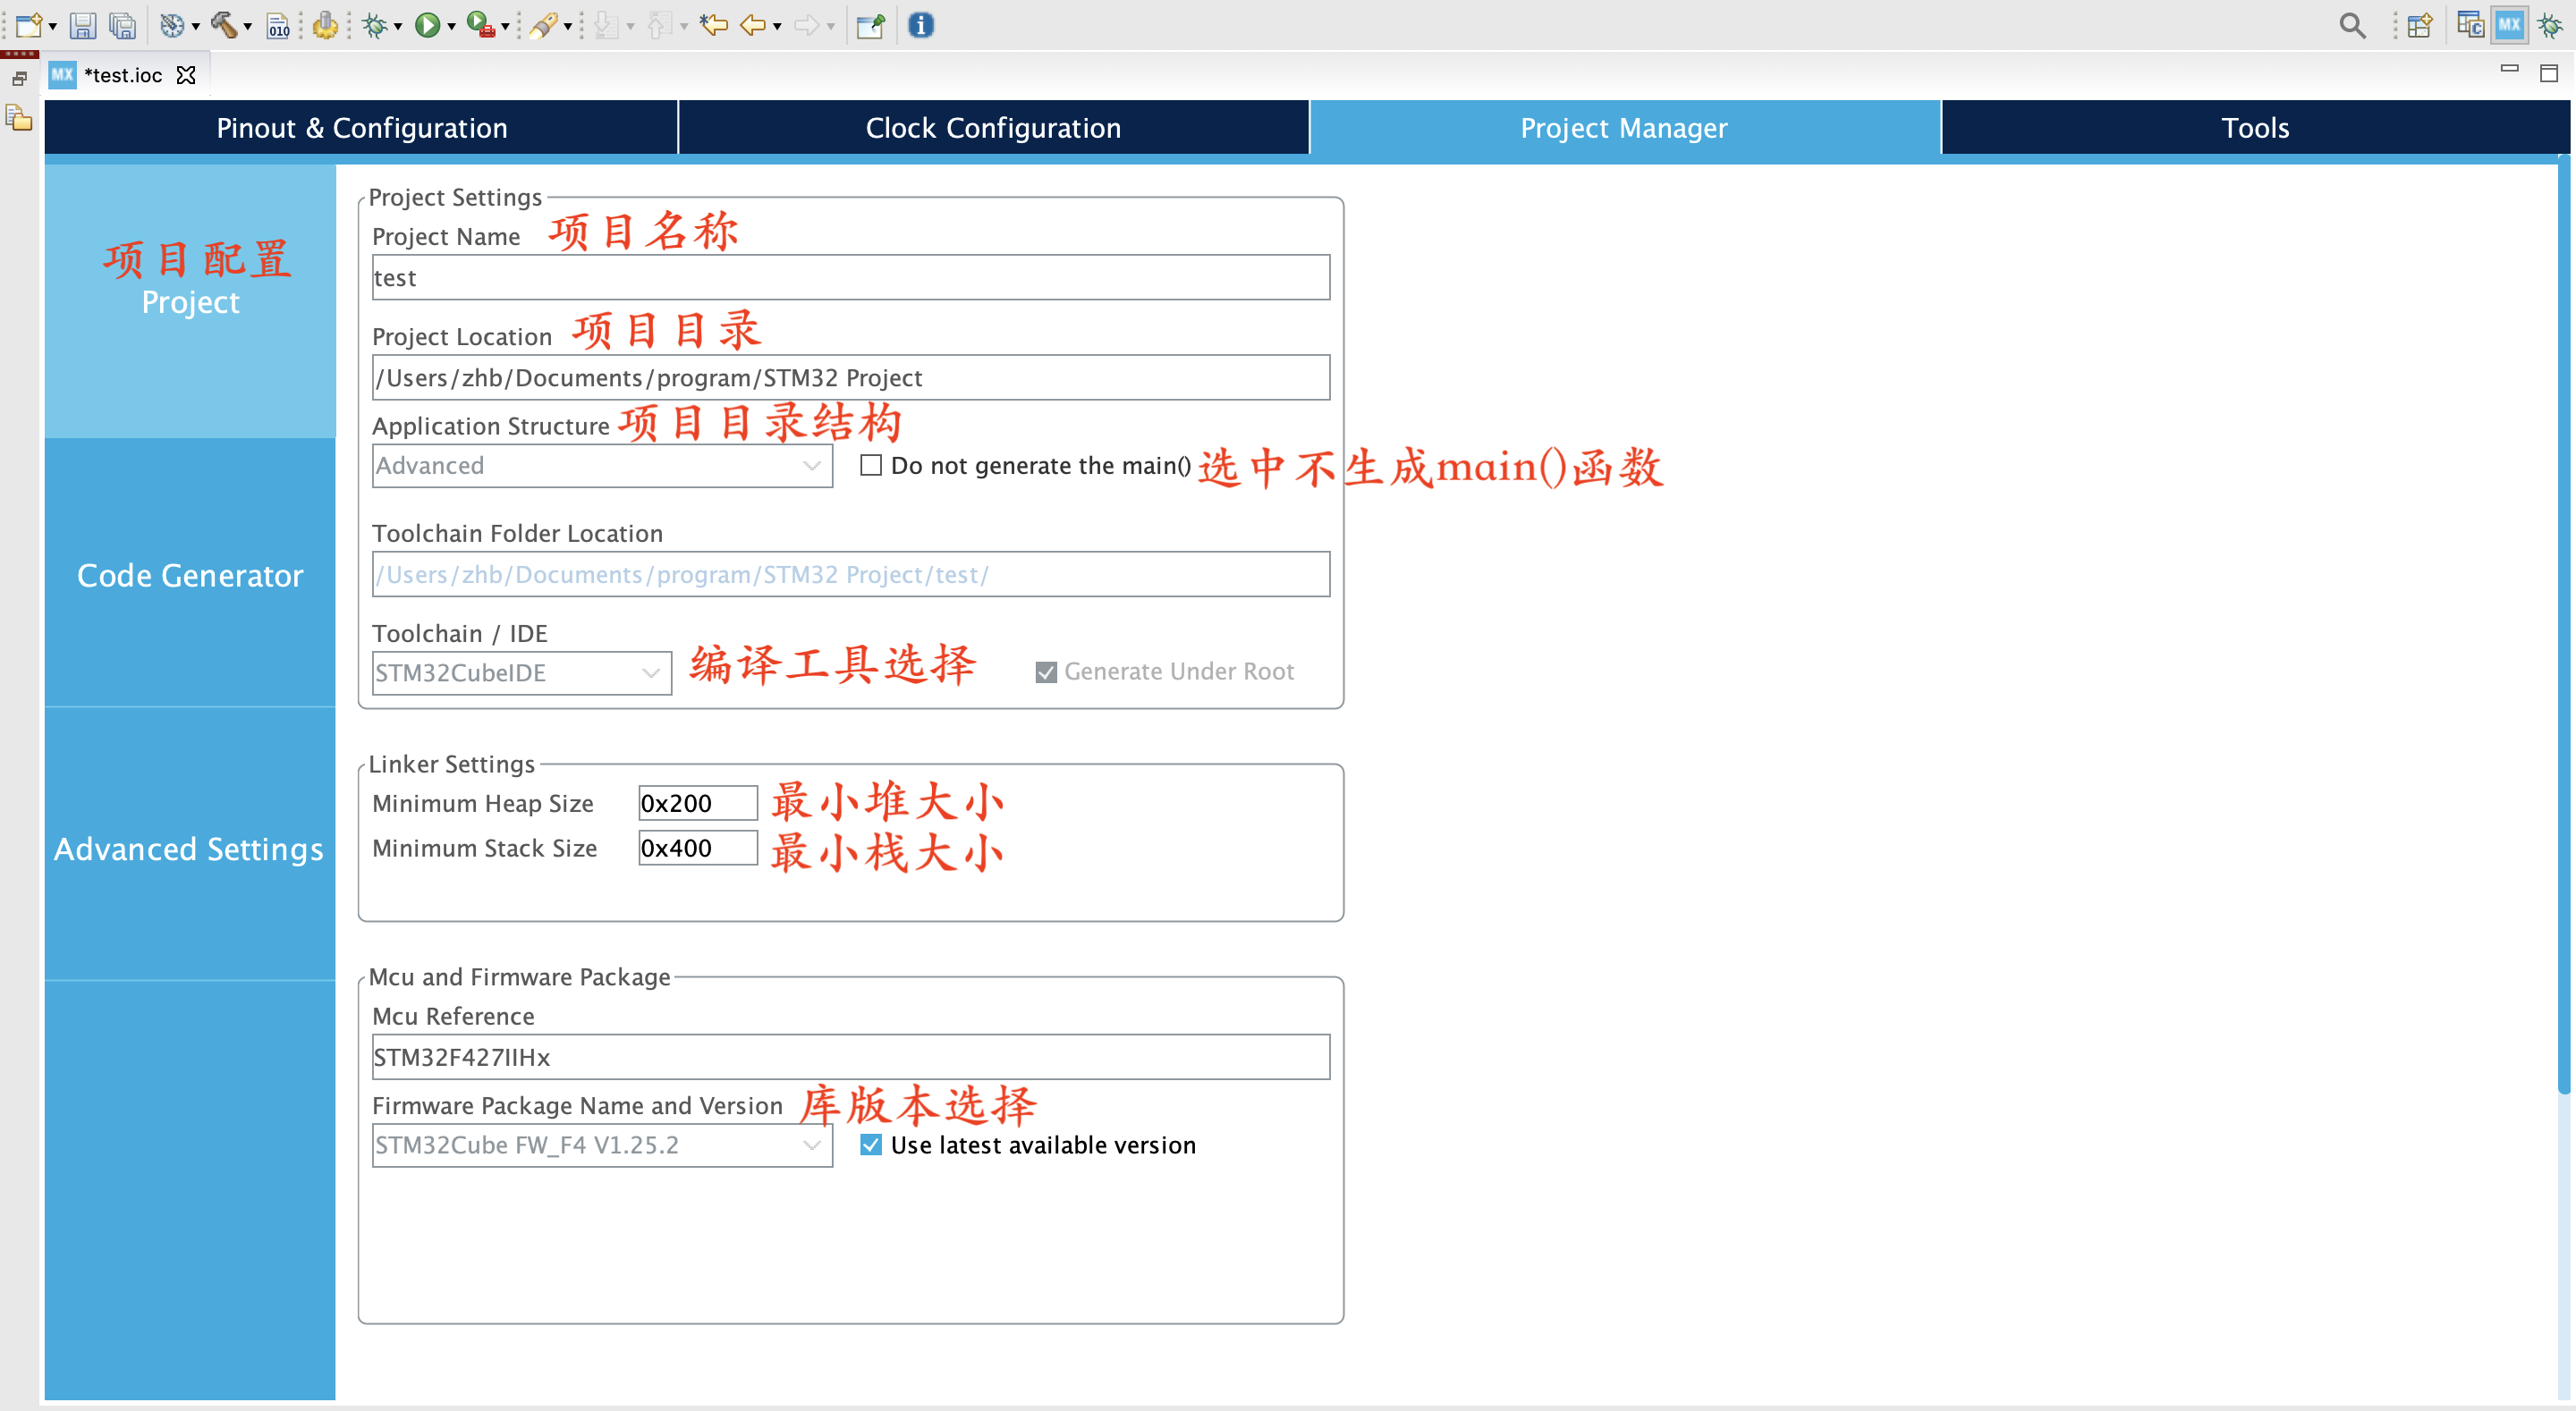 010
MX
MX *test.ioc
Pinout & Configuration
Clock Configuration
Project Manager
Tools
项目配置
Project
Code Generator
Advanced Settings
Project Settings
Project Name 项目名称
test
Project Location 项目目录
/Users/zhb/Documents/program/STM32 Project
Application Structure 项目目录结构
Advanced
Do not generate the main() 选中不生成main()函数
Toolchain Folder Location
/Users/zhb/Documents/program/STM32 Project/test/
Toolchain / IDE
STM32CubeIDE 编译工具选择
Generate Under Root
Linker Settings
Minimum Heap Size 0x200 最小堆大小
Minimum Stack Size 0x400 最小栈大小
Mcu and Firmware Package
Mcu Reference
STM32F427IIHx
Firmware Package Name and Version 库版本选择
STM32Cube FW_F4 V1.25.2
Use latest available version